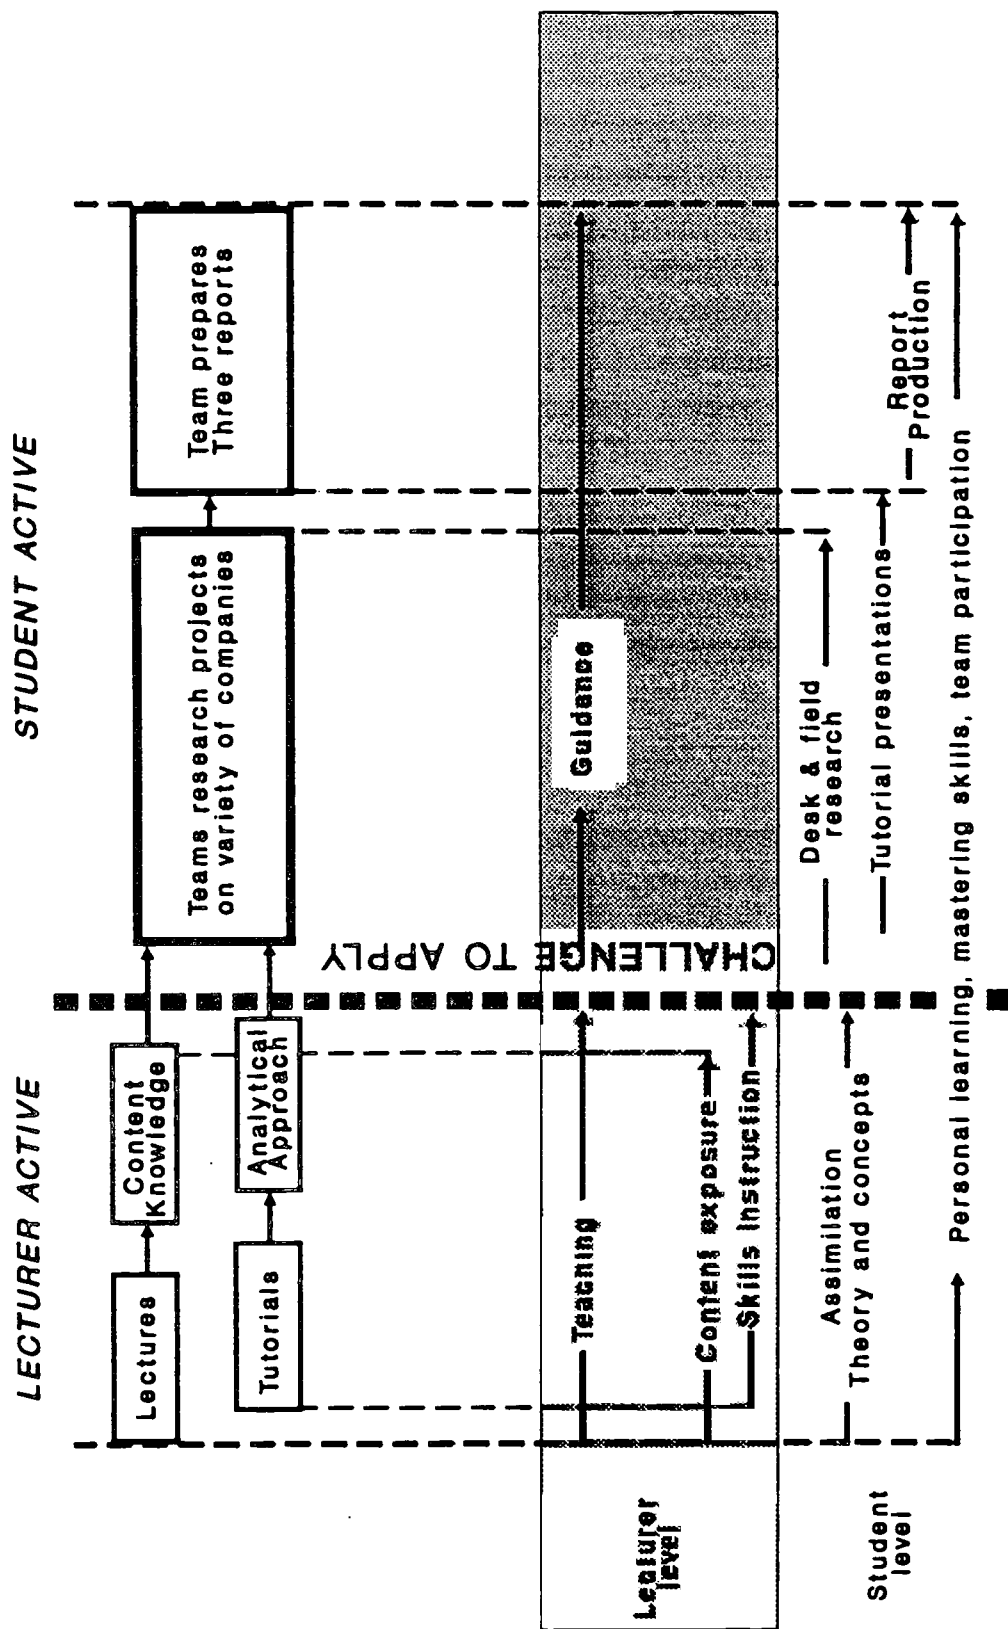 LECTURER ACTIVE
STUDENT ACTIVE
Lectures
Content
Knowledge
Teams research projects
on variety of companies
Team prepares
Three reports
Tutorials
Analytical
Approach
CHALLENGE TO APPLY
Lecturer
level
Teaching
Guidance
Content exposure
Skills Instruction
Student
level
Assimilation
Theory and concepts
Desk & field
research
Tutorial presentations
Report
Production
Personal learning, mastering skills, team participation